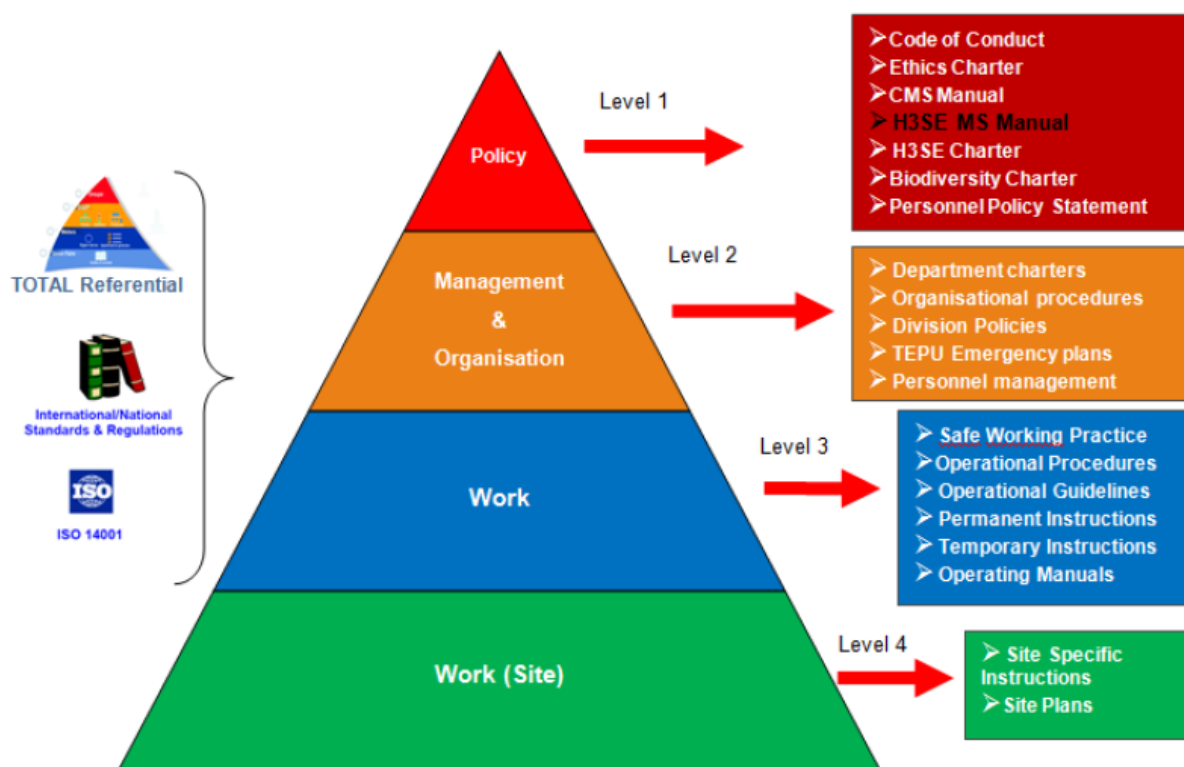 Level 1
Policy
➢Code of Conduct
➢Ethics Charter
➢CMS Manual
➢H3SE MS Manual
➢H3SE Charter
➢Biodiversity Charter
➢Personnel Policy Statement
TOTAL Referential
International/National
Standards & Regulations
ISO
ISO 14001
Level 2
Management
&
Organisation
➢Department charters
➢Organisational procedures
➢Division Policies
➢TEPU Emergency plans
➢Personnel management
Level 3
Work
➢ Safe Working Practice
➢Operational Procedures
➢Operational Guidelines
➢Permanent Instructions
➢Temporary Instructions
➢Operating Manuals
Level 4
Work (Site)
➢ Site Specific
Instructions
➢Site Plans